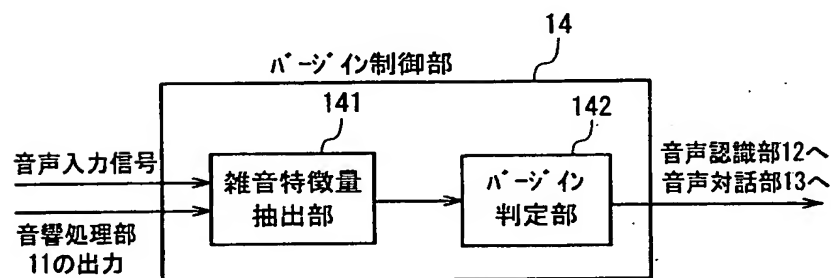 14
バージイン制御部
141
142
音声入力信号
雑音特徴量
抽出部
バージイン
判定部
音声認識部12へ
音声対話部13へ
音響処理部
11の出力